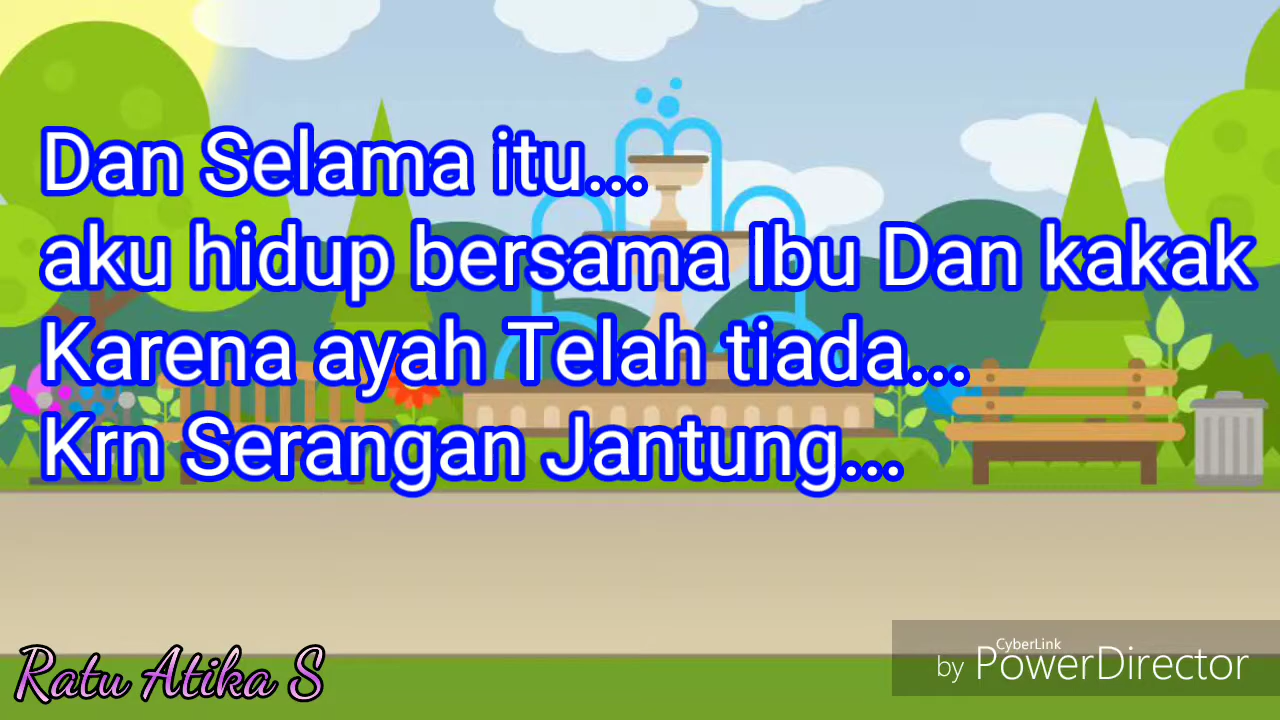 Dan Selama itu...
aku hidup bersama Ibu Dan kakak
Karena ayah Telah tiada...
Krn Serangan Jantung...
Ratu Atika S
CyberLink
by PowerDirector